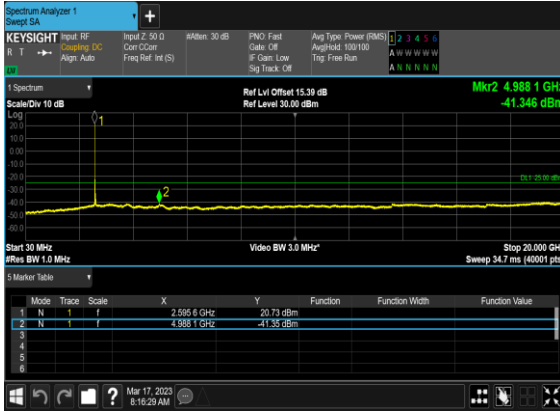 Spectrum Analyzer 1
Swept SA
KEYSIGHT Input: RF Input Z: 50 Ω #Atten: 30 dB PNO: Fast Avg Type: Power (RMS) 1 2 3 4 5 6
R T Coupling: DC Corr CCorr Gate: Off Avg|Hold: 100/100 A W W W W W
Align: Auto Freq Ref: Int (S) IF Gain: Low Trig: Free Run
Sig Track: Off A N N N N N
1 Spectrum
Scale/Div 10 dB
Ref Lvl Offset 15.39 dB
Ref Level 30.00 dBm
Mkr2 4.988 1 GHz
-41.346 dBm
Log
20.0
10.0
0.00
-10.0
-20.0
-30.0
-40.0
-50.0
-60.0
1
2
DL1 -25.00 dBm
Start 30 MHz Video BW 3.0 MHz* Stop 20.000 GH
#Res BW 1.0 MHz Sweep 34.7 ms (40001 pts
5 Marker Table
Mode Trace Scale X Y Function Function Width Function Value
1 N 1 f 2.595 6 GHz 20.73 dBm
2 N 1 f 4.988 1 GHz -41.35 dBm
3
4
5
6
? Mar 17, 2023
8:16:29 AM